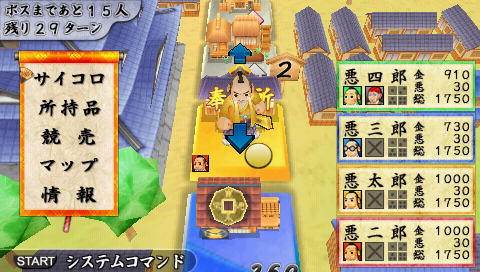 ボスまであと15人
残り29ターン
サイコロ
所持品
競売
マップ
情報
START システムコマンド
奉 行
2
悪四郎 金 910
悪 30
総 1750
悪三郎 金 730
悪 30
総 1750
悪太郎 金 1000
悪 30
総 1750
悪二郎 金 1000
悪 30
総 1750